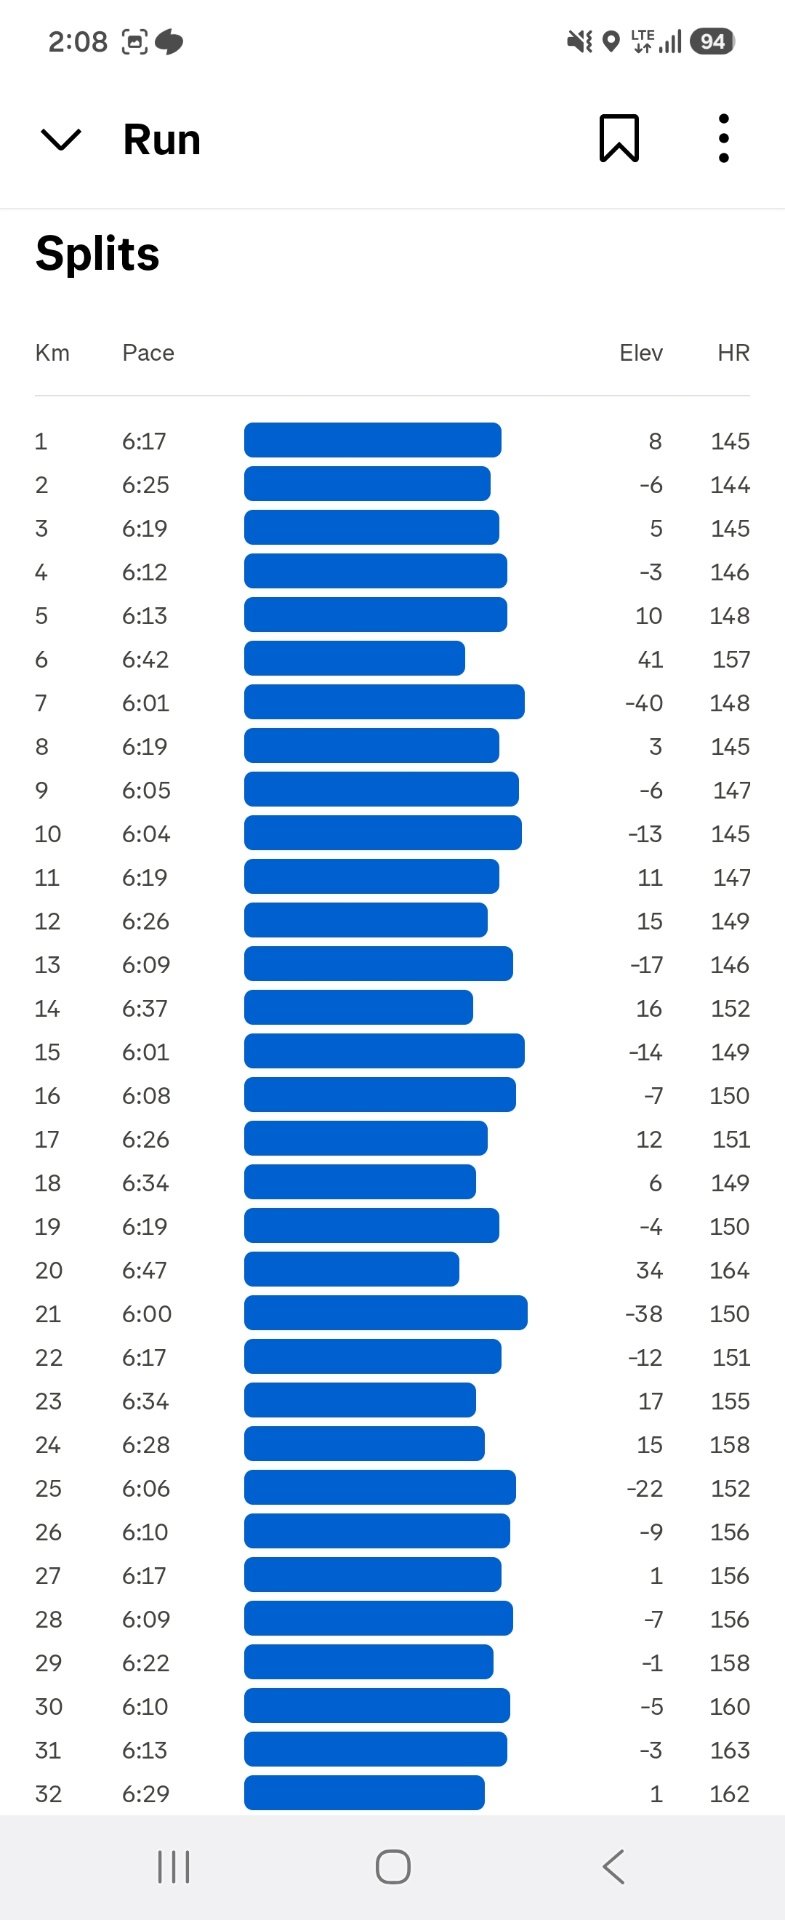 2:08 LTE 94
Run
Splits
Km Pace Elev HR
1 6:17 8 145
2 6:25 -6 144
3 6:19 5 145
4 6:12 -3 146
5 6:13 10 148
6 6:42 41 157
7 6:01 -40 148
8 6:19 3 145
9 6:05 -6 147
10 6:04 -13 145
11 6:19 11 147
12 6:26 15 149
13 6:09 -17 146
14 6:37 16 152
15 6:01 -14 149
16 6:08 -7 150
17 6:26 12 151
18 6:34 6 149
19 6:19 -4 150
20 6:47 34 164
21 6:00 -38 150
22 6:17 -12 151
23 6:34 17 155
24 6:28 15 158
25 6:06 -22 152
26 6:10 -9 156
27 6:17 1 156
28 6:09 -7 156
29 6:22 -1 158
30 6:10 -5 160
31 6:13 -3 163
32 6:29 1 162